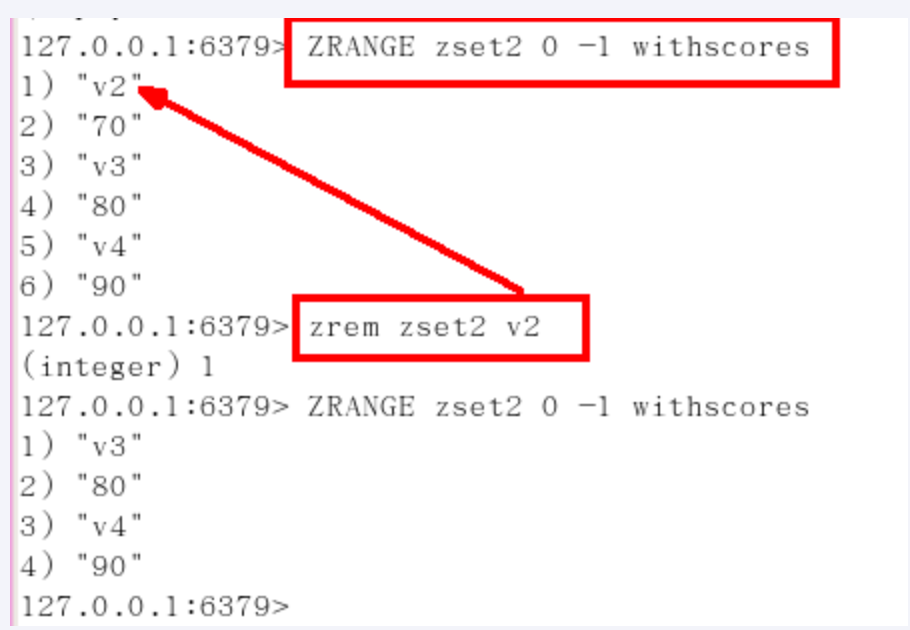 127.0.0.1:6379> ZRANGE zset2 0 -1 withscores
1) "v2"
2) "70"
3) "v3"
4) "80"
5) "v4"
6) "90"
127.0.0.1:6379> zrem zset2 v2
(integer) 1
127.0.0.1:6379> ZRANGE zset2 0 -1 withscores
1) "v3"
2) "80"
3) "v4"
4) "90"
127.0.0.1:6379>